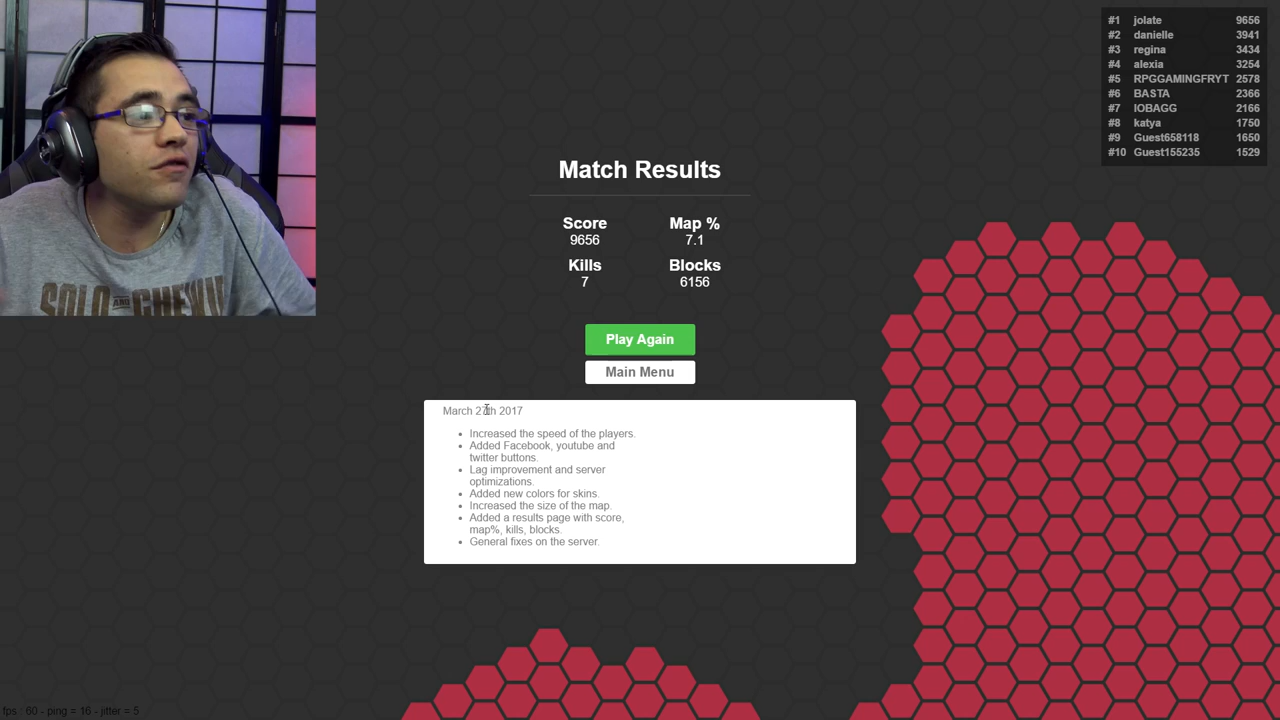 #1 jolate 9656
#2 danielle 3941
#3 regina 3434
#4 alexia 3254
#5 RPGGAMINGFRYT 2578
#6 BASTA 2366
#7 IOBAGG 2166
#8 katya 1750
#9 Guest658118 1650
#10 Guest155235 1529
SOLO AND
Match Results
Score Map %
9656 7.1
Kills Blocks
7 6156
Play Again
Main Menu
March 27th 2017
Increased the speed of the players.
Added Facebook, youtube and
twitter buttons.
Lag improvement and server
optimizations.
Added new colors for skins.
Increased the size of the map.
Added a results page with score,
map%, kills, blocks.
General fixes on the server.
fps : 60 - ping = 16 - jitter = 5